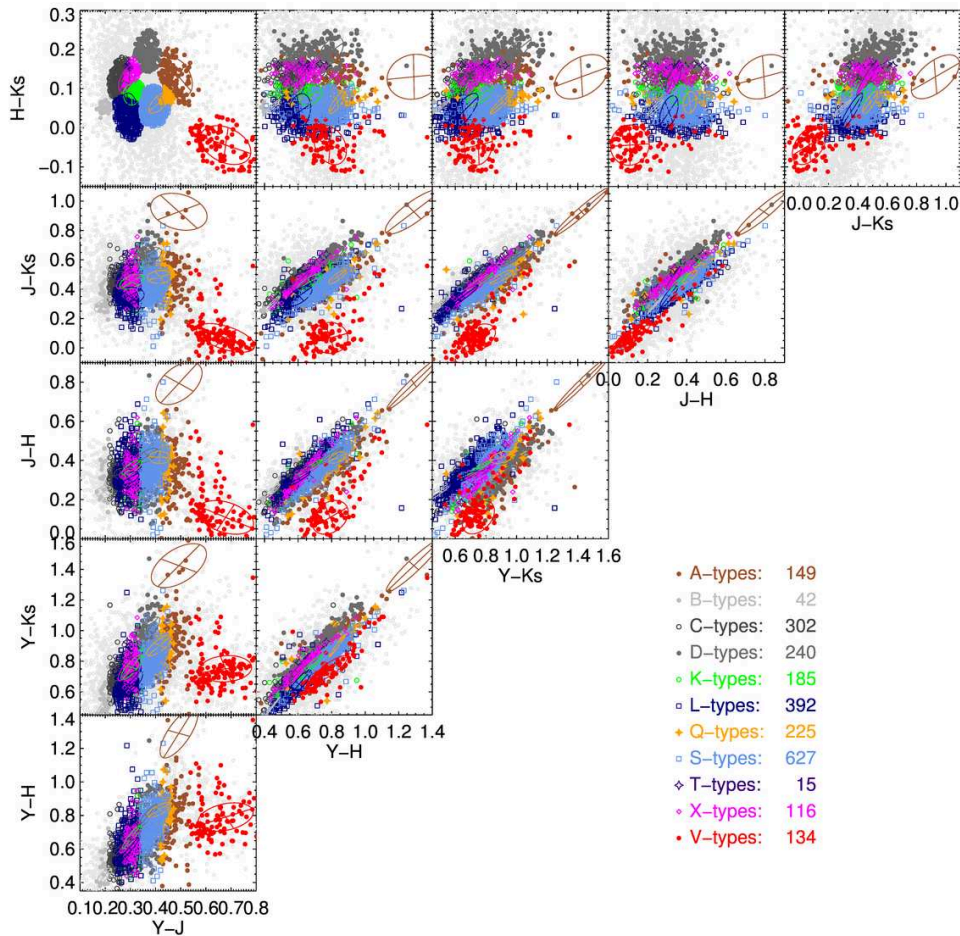 0.3
0.2
0.1
0.0
−0.1
H−Ks
0.0 0.2 0.4 0.6 0.8 1.0
J−Ks
1.0
0.8
0.6
0.4
0.2
0.0
J−Ks
0.0 0.2 0.4 0.6 0.8
J−H
0.8
0.6
0.4
0.2
0.0
J−H
0.6 0.8 1.0 1.2 1.4 1.6
Y−Ks
1.6
1.4
1.2
1.0
0.8
0.6
Y−Ks
0.4 0.6 0.8 1.0 1.2 1.4
Y−H
1.4
1.2
1.0
0.8
0.6
0.4
Y−H
0.10.20.30.40.50.60.70.8
Y−J
A−types: 149
B−types: 42
C−types: 302
D−types: 240
K−types: 185
L−types: 392
Q−types: 225
S−types: 627
T−types: 15
X−types: 116
V−types: 134